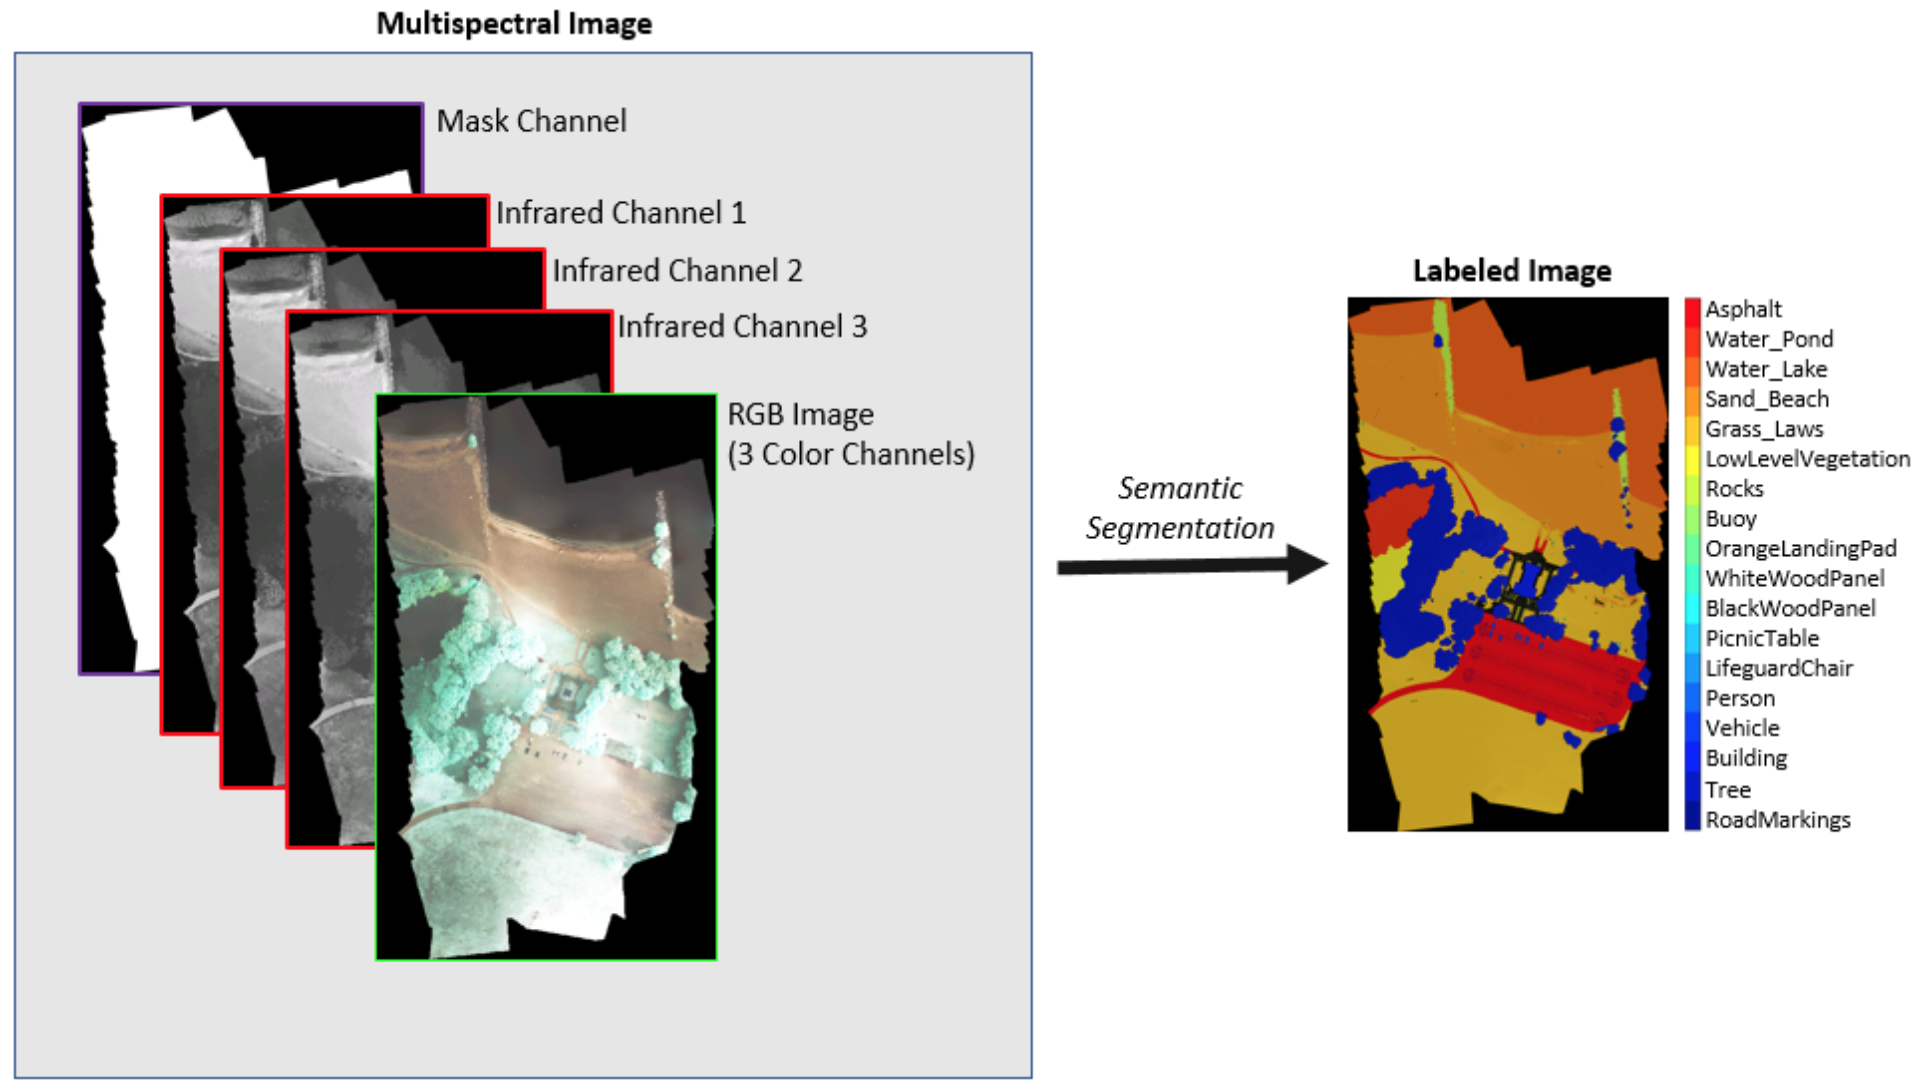 Multispectral Image
Mask Channel
Infrared Channel 1
Infrared Channel 2
Infrared Channel 3
RGB Image
(3 Color Channels)
Semantic
Segmentation
Labeled Image
Asphalt
Water_Pond
Water_Lake
Sand_Beach
Grass_Laws
LowLevelVegetation
Rocks
Buoy
OrangeLandingPad
WhiteWoodPanel
BlackWoodPanel
PicnicTable
LifeguardChair
Person
Vehicle
Building
Tree
RoadMarkings